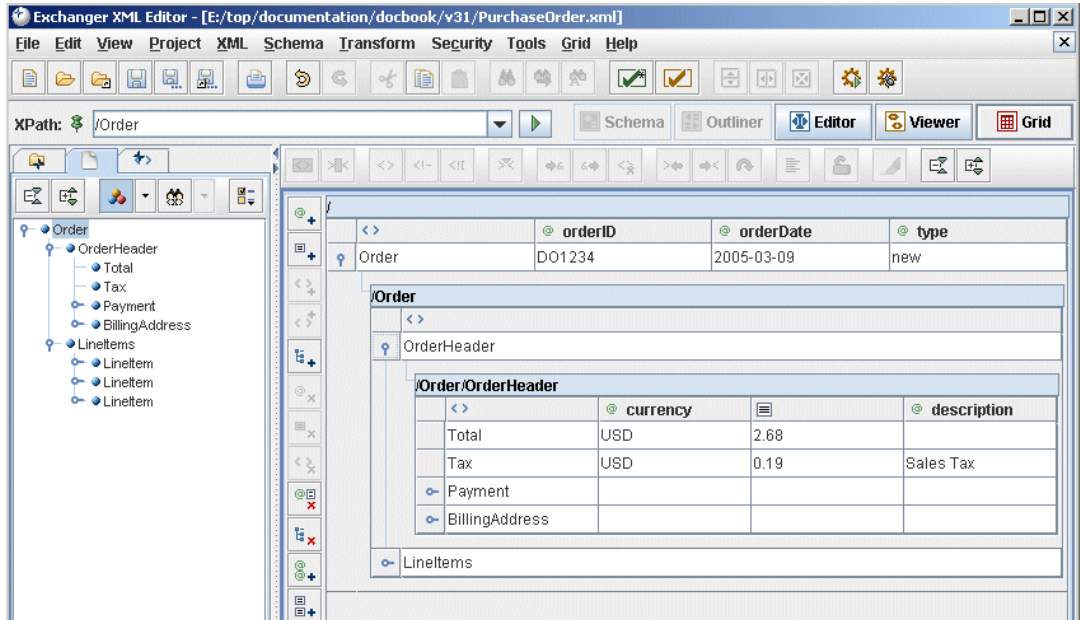 Exchanger XML Editor - [E:/top/documentation/docbook/v31/PurchaseOrder.xml]
File Edit View Project XML Schema Transform Security Tools Grid Help
XPath: /Order Schema Outliner Editor Viewer Grid
/
<> @ orderID @ orderDate @ type
Order DO1234 2005-03-09 new
/Order
<>
OrderHeader
/Order/OrderHeader
<> @ currency @ description
Total USD 2.68
Tax USD 0.19 Sales Tax
Payment
BillingAddress
LineItems
Order
OrderHeader
Total
Tax
Payment
BillingAddress
LineItems
LineItem
LineItem
LineItem